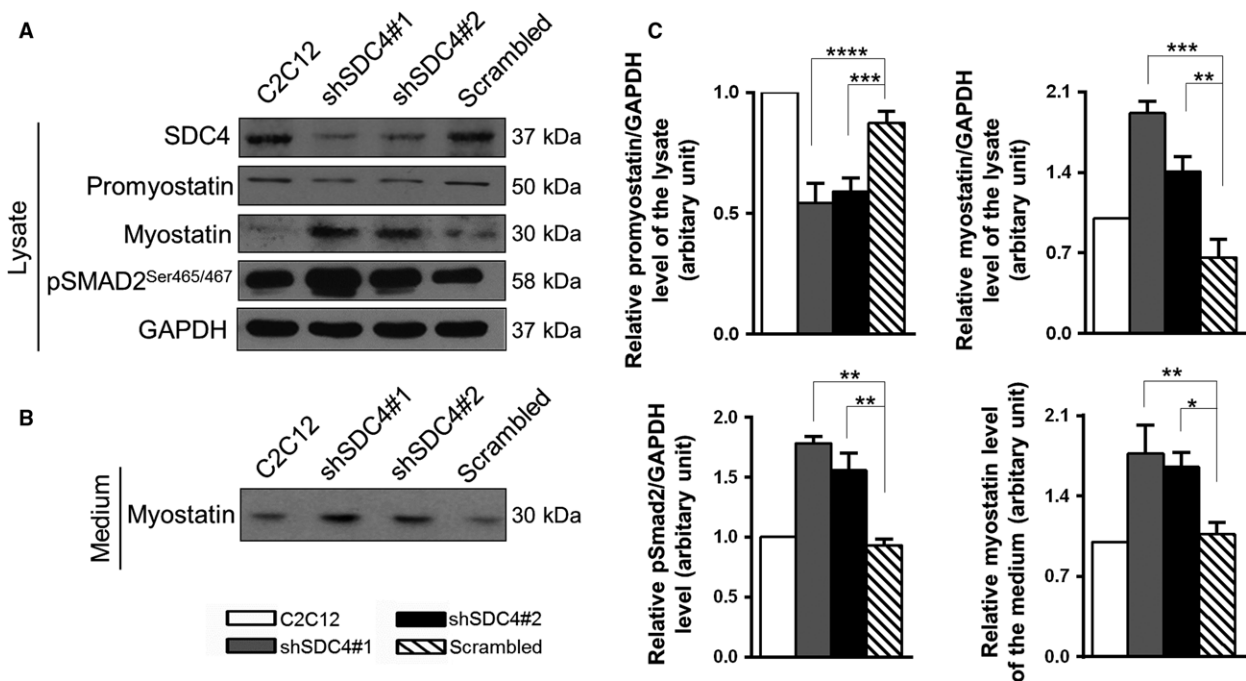 A
C2C12
shSDC4#1
shSDC4#2
Scrambled
Lysate
SDC4
37 kDa
Promyostatin
50 kDa
Myostatin
30 kDa
pSMAD2Ser465/467
58 kDa
GAPDH
37 kDa
B
C2C12
shSDC4#1
shSDC4#2
Scrambled
Medium
Myostatin
30 kDa
C2C12
shSDC4#1
shSDC4#2
Scrambled
C
Relative promyostatin/GAPDH
level of the lysate
(arbitary unit)
1.0
0.5
0.0
****
***
Relative myostatin/GAPDH
level of the lysate
(arbitary unit)
2.1
1.4
0.7
0.0
***
**
Relative pSmad2/GAPDH
level (arbitary unit)
2.0
1.5
1.0
0.5
0.0
**
**
Relative myostatin level
of the medium (arbitary unit)
2.1
1.4
0.7
0.0
**
*